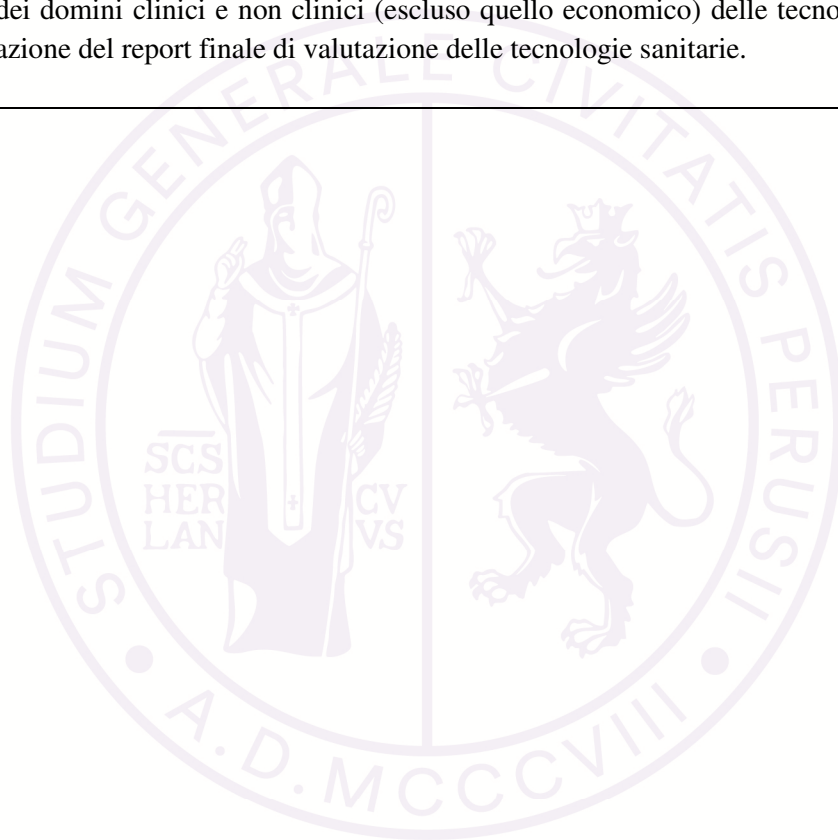 dei domini clinici e non clinici (escluso quello economico) delle tecno
azione del report finale di valutazione delle tecnologie sanitarie.
STUDIUM GENERALE CIVITATIS PERUSII
SCS
HER
LAN
CV
VS
A.D. MCCCVIII